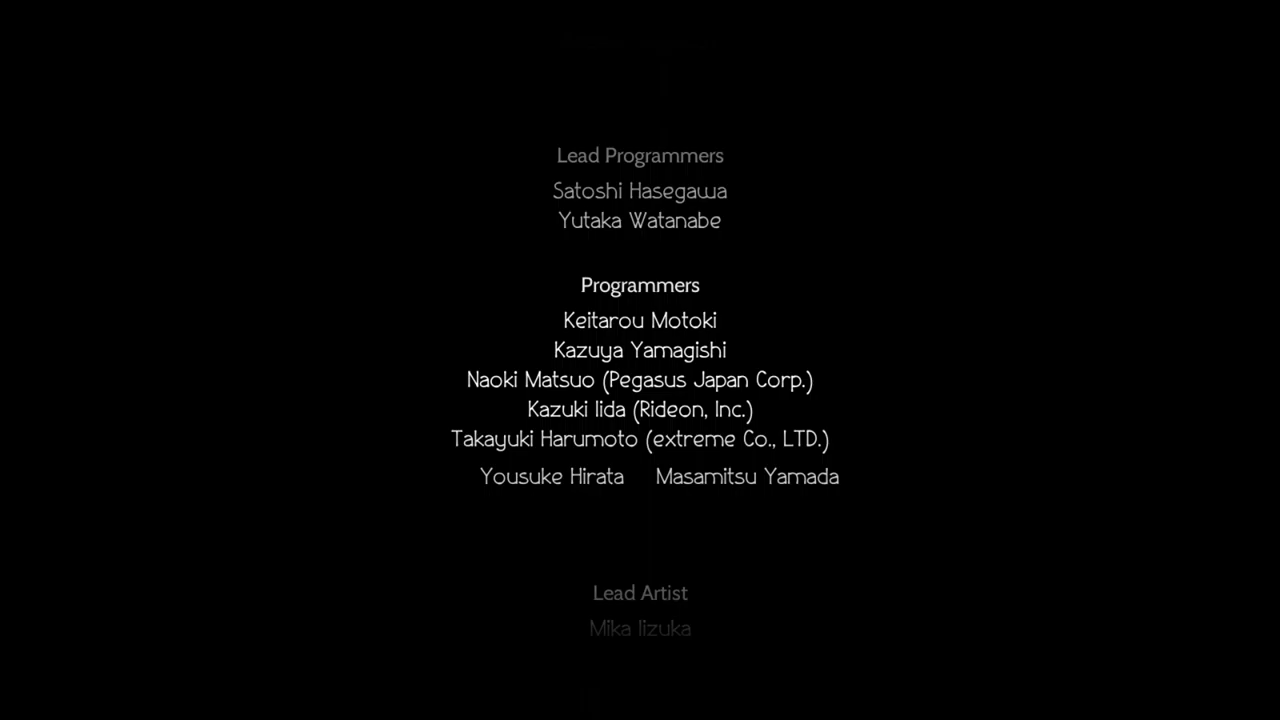 Lead Programmers
Satoshi Hasegawa
Yutaka Watanabe
Programmers
Keitarou Motoki
Kazuya Yamagishi
Naoki Matsuo (Pegasus Japan Corp.)
Kazuki Iida (Rideon, Inc.)
Takayuki Harumoto (extreme Co., LTD.)
Yousuke Hirata Masamitsu Yamada
Lead Artist
Mika Iizuka